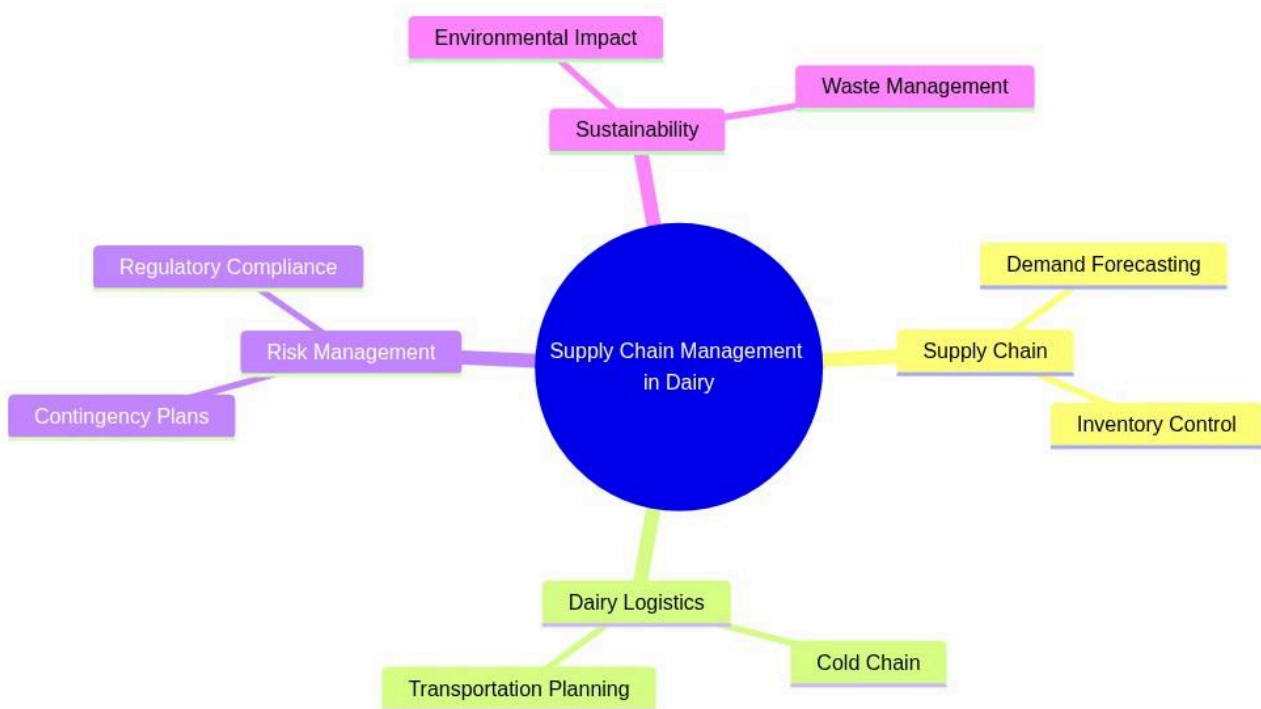 Environmental Impact
Waste Management
Sustainability
Regulatory Compliance
Demand Forecasting
Risk Management
Supply Chain Management
in Dairy
Supply Chain
Contingency Plans
Inventory Control
Dairy Logistics
Cold Chain
Transportation Planning